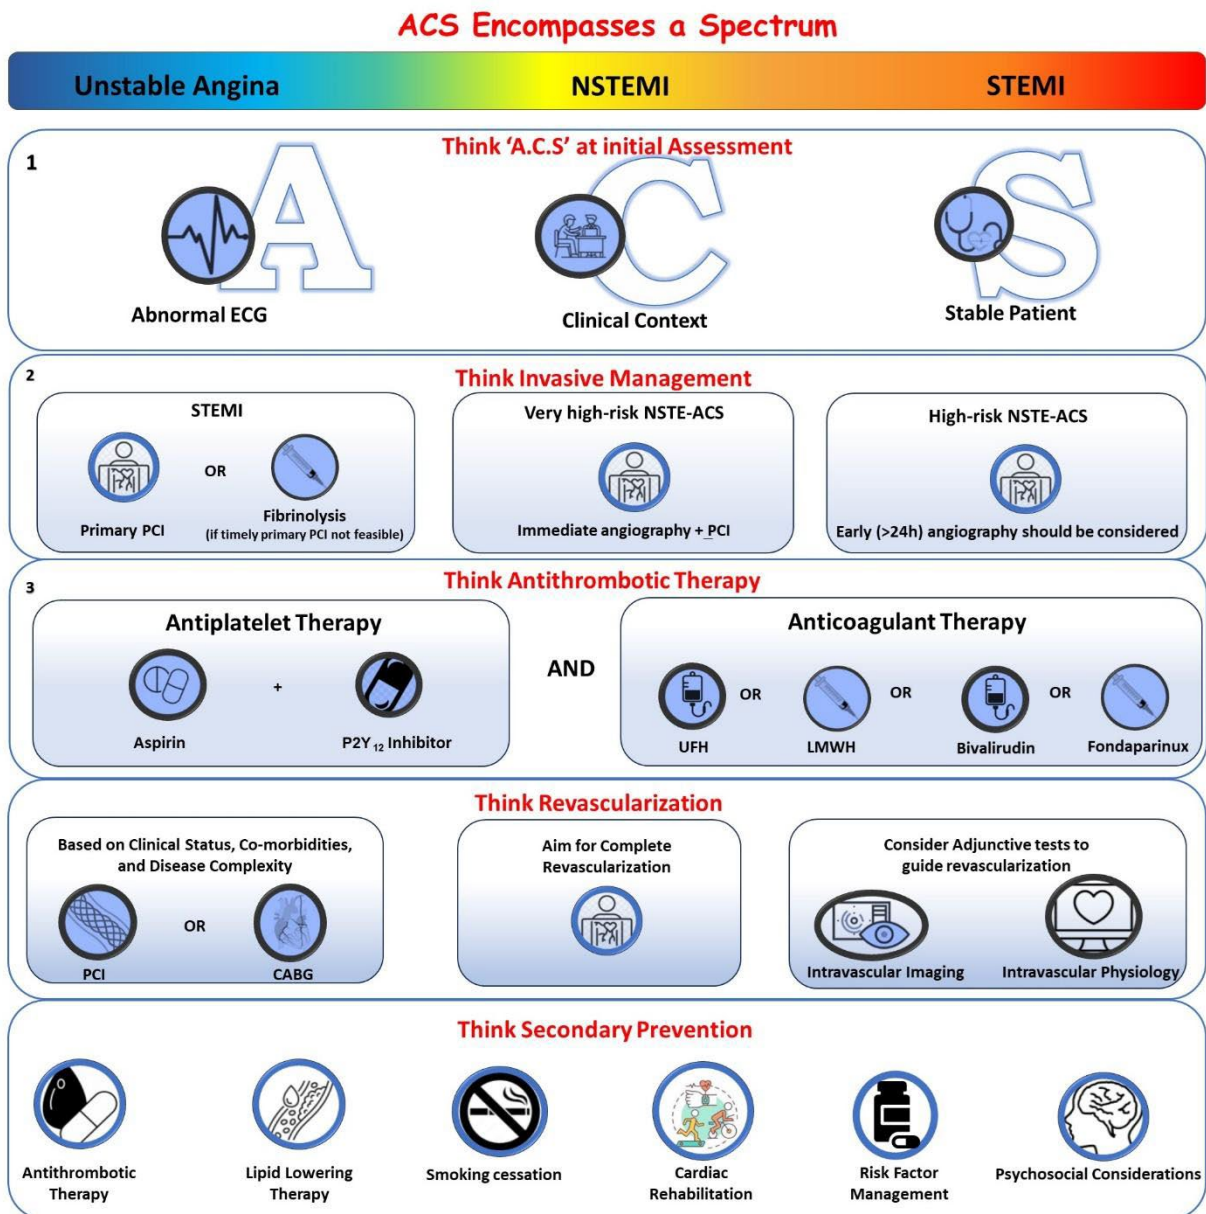 ACS Encompasses a Spectrum
Unstable Angina
NSTEMI
STEMI
1
Think ‘A.C.S’ at initial Assessment
A
C
S
Abnormal ECG
Clinical Context
Stable Patient
2
Think Invasive Management
STEMI
OR
Primary PCI
Fibrinolysis
(if timely primary PCI not feasible)
Very high-risk NSTE-ACS
Immediate angiography +_PCI
High-risk NSTE-ACS
Early (>24h) angiography should be considered
3
Think Antithrombotic Therapy
Antiplatelet Therapy
+
Aspirin
P2Y₁₂ Inhibitor
AND
Anticoagulant Therapy
OR
OR
OR
UFH
LMWH
Bivalirudin
Fondaparinux
Think Revascularization
Based on Clinical Status, Co-morbidities,
and Disease Complexity
OR
PCI
CABG
Aim for Complete
Revascularization
Consider Adjunctive tests to
guide revascularization
Intravascular Imaging
Intravascular Physiology
Think Secondary Prevention
Antithrombotic
Therapy
Lipid Lowering
Therapy
Smoking cessation
Cardiac
Rehabilitation
Risk Factor
Management
Psychosocial Considerations